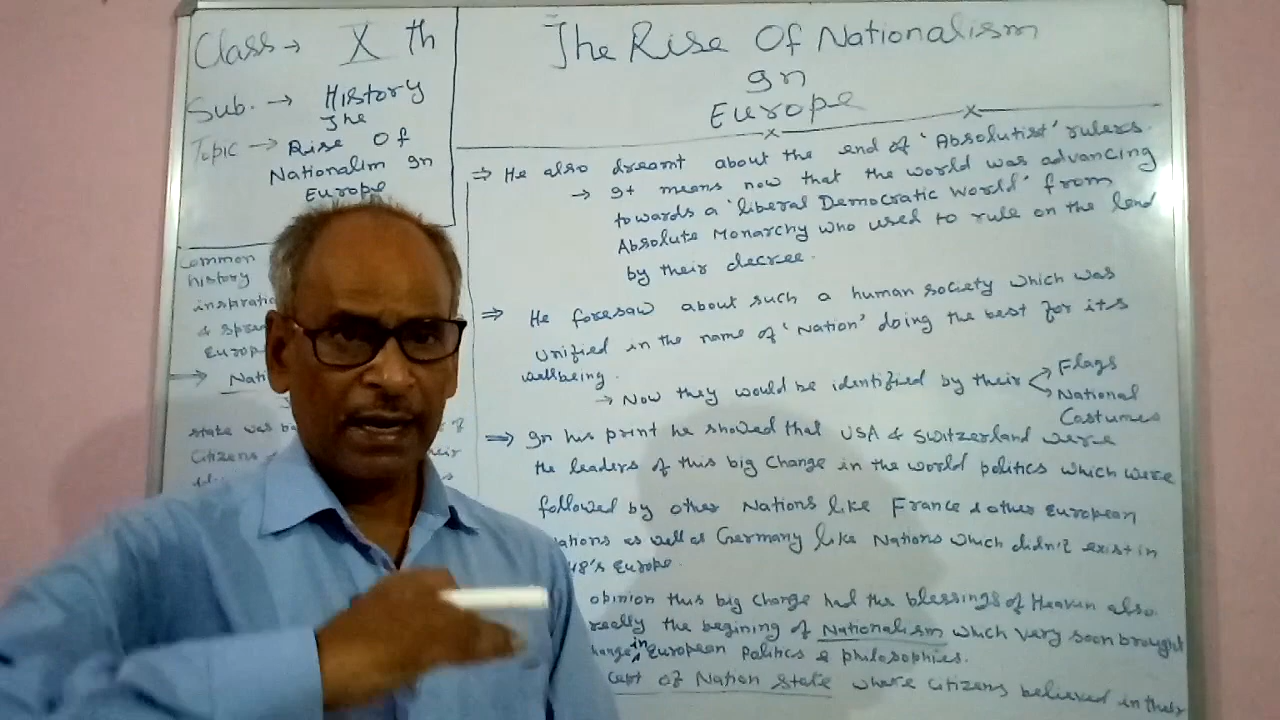 Class → X th
Sub. → History
Topic → The
Rise Of
Nationalim In
Europe
The Rise Of Nationalism
In
Europe
⇒ He also dreamt about the end of 'Absolutist' rulers.
→ It means now that the world was advancing
towards a 'liberal Democratic World' from
Absolute Monarchy who used to rule on the land
by their decree.
⇒ He foresaw about such a human society which was
unified in the name of 'Nation' doing the best for its
wellbeing.
→ Now they would be identified by their Flags
National
Costumes
⇒ In his print he showed that USA & Switzerland were
the leaders of this big change in the world politics which were
followed by other Nations like France & other European
Nations as well as Germany like Nations which didn't exist in
48's Europe.
opinion this big change had the blessings of Heaven also.
really the begining of Nationalism which very soon brought
hange in European Politics & philosophies.
cept of Nation state where citizens believed in their
Common
history
Europ
→ Nati
state was b
Citizens